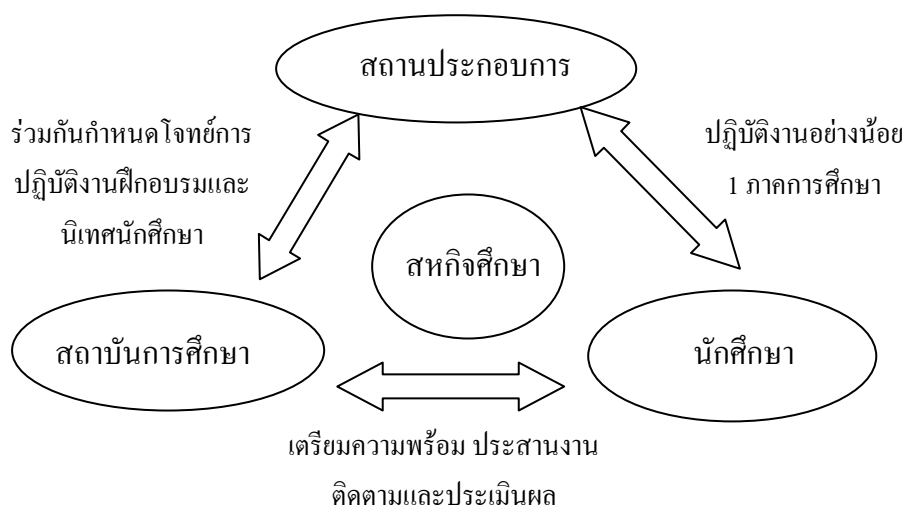 สถานประกอบการ
ร่วมกันกำหนดโจทย์การ
ปฏิบัติงานฝึกอบรมและ
นิเทศนักศึกษา
ปฏิบัติงานอย่างน้อย
1 ภาคการศึกษา
สหกิจศึกษา
สถาบันการศึกษา
นักศึกษา
เตรียมความพร้อม ประสานงาน
ติดตามและประเมินผล